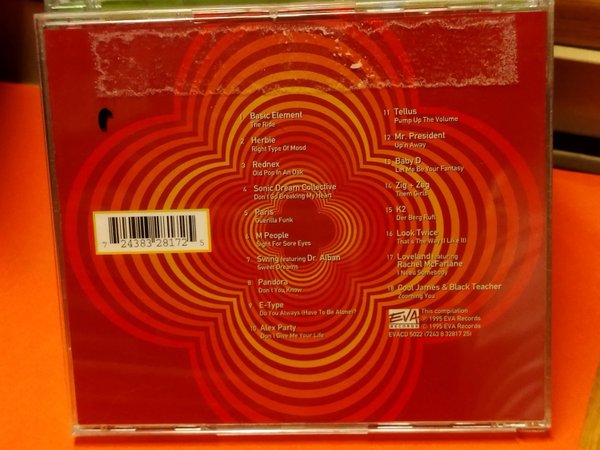 1 Basic Element
The Ride
2 Herbie
Right Type Of Mood
3 Rednex
Old Pop In An Oak
4 Sonic Dream Collective
Don't Go Breaking My Heart
5 Paris
Guerilla Funk
6 M People
Sight For Sore Eyes
7 Swing featuring Dr. Alban
Sweet Dreams
8 Pandora
Don't You Know
9 E-Type
Do You Always (Have To Be Alone)?
10 Alex Party
Don't Give Me Your Life
11 Tellus
Pump Up The Volume
12 Mr. President
Up'n Away
13 Baby D
Let Me Be Your Fantasy
14 Zig - Zag
Them Girls
15 K2
Der Berg Ruft
16 Look Twice
That's The Way (I Like It)
17 Loveland featuring
Rachel McFarlane
I Need Somebody
18 Cool James & Black Teacher
Zooming You
7 24383 28172 5
EVA
RECORDS
This compilation
℗ 1995 EVA Records
© 1995 EVA Records
EVACD 5022 (7243 8 32817 25)